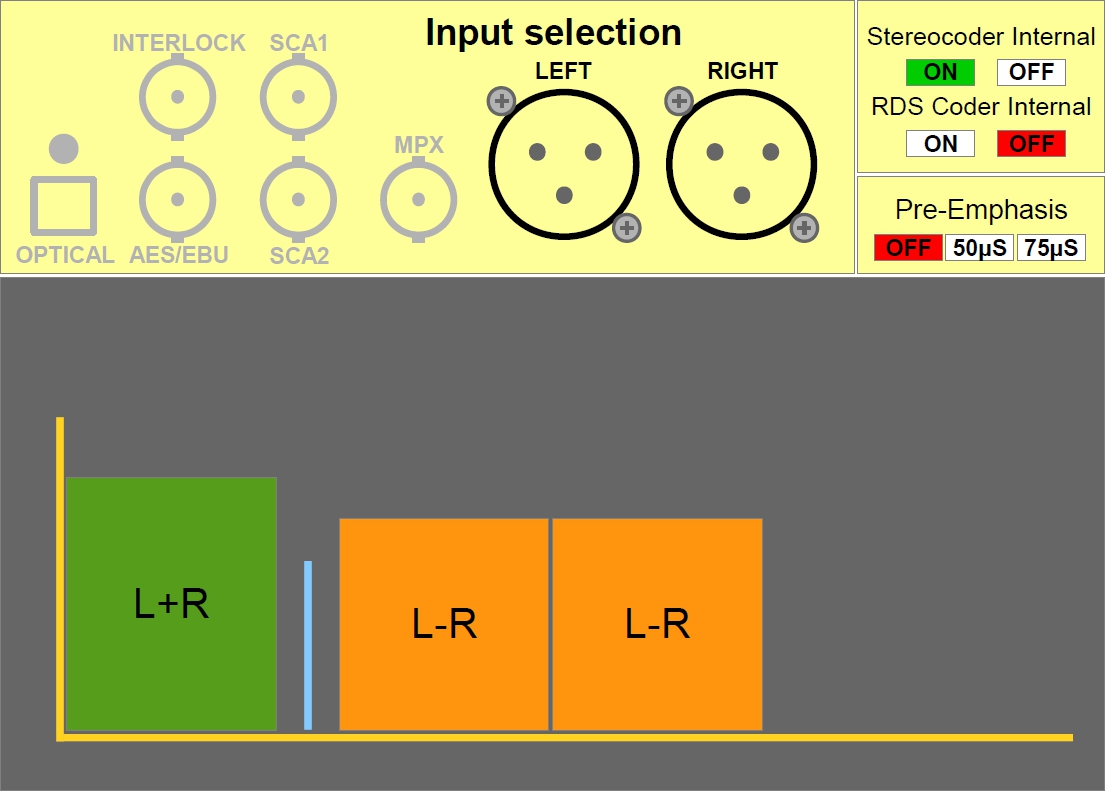 Input selection
INTERLOCK SCA1
LEFT RIGHT
MPX
OPTICAL AES/EBU SCA2
Stereocoder Internal
ON OFF
RDS Coder Internal
ON OFF
Pre-Emphasis
OFF 50µS 75µS
L+R
L-R L-R